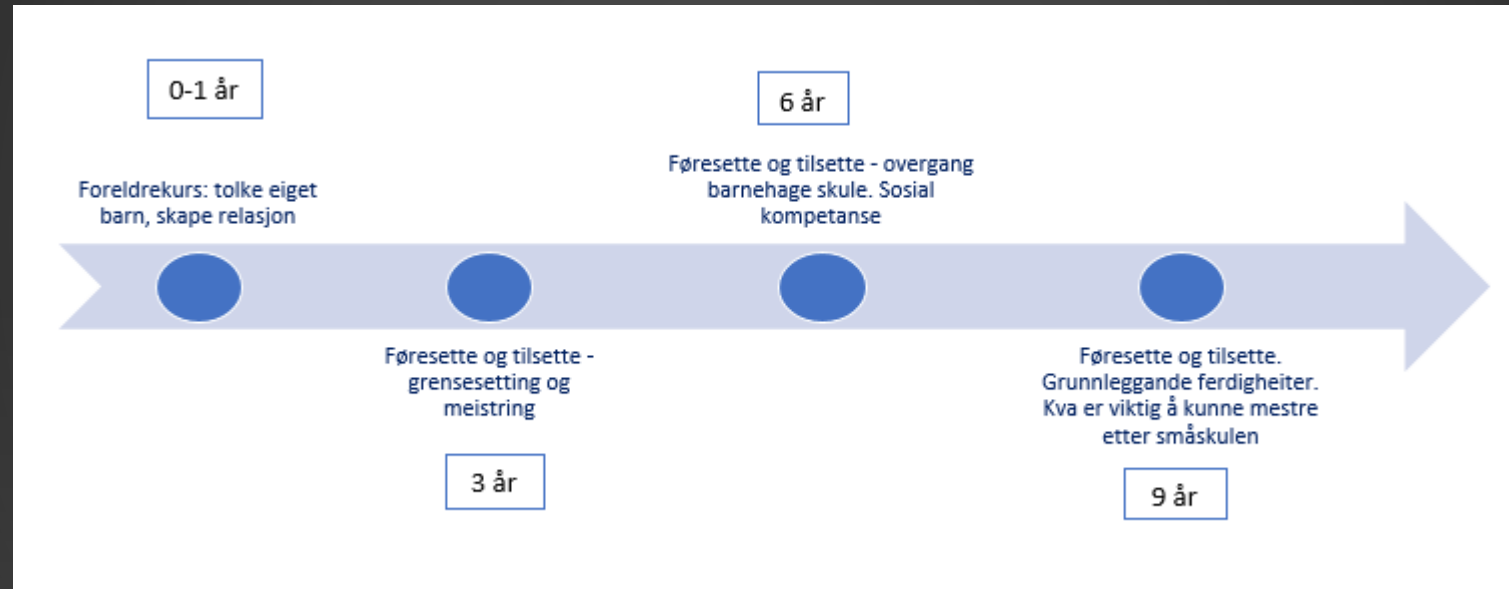 0-1 år
Foreldrekurs: tolke eiget
barn, skape relasjon
Føresette og tilsette -
grensesetting og
meistring
3 år
6 år
Føresette og tilsette - overgang
barnehage skule. Sosial
kompetanse
Føresette og tilsette.
Grunnleggande ferdigheiter.
Kva er viktig å kunne mestre
etter småskulen
9 år